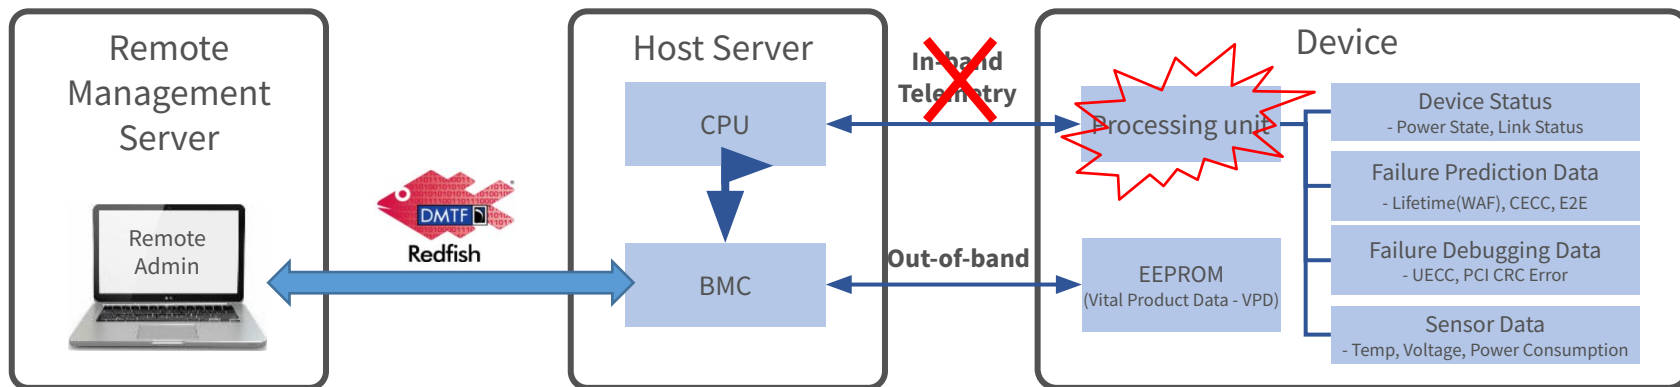 Remote
Management
Server
Remote
Admin
DMTF
Redfish
Host Server
CPU
BMC
In-band
Telemetry
Out-of-band
Device
Processing unit
EEPROM
(Vital Product Data - VPD)
Device Status
- Power State, Link Status
Failure Prediction Data
- Lifetime(WAF), CECC, E2E
Failure Debugging Data
- UECC, PCI CRC Error
Sensor Data
- Temp, Voltage, Power Consumption